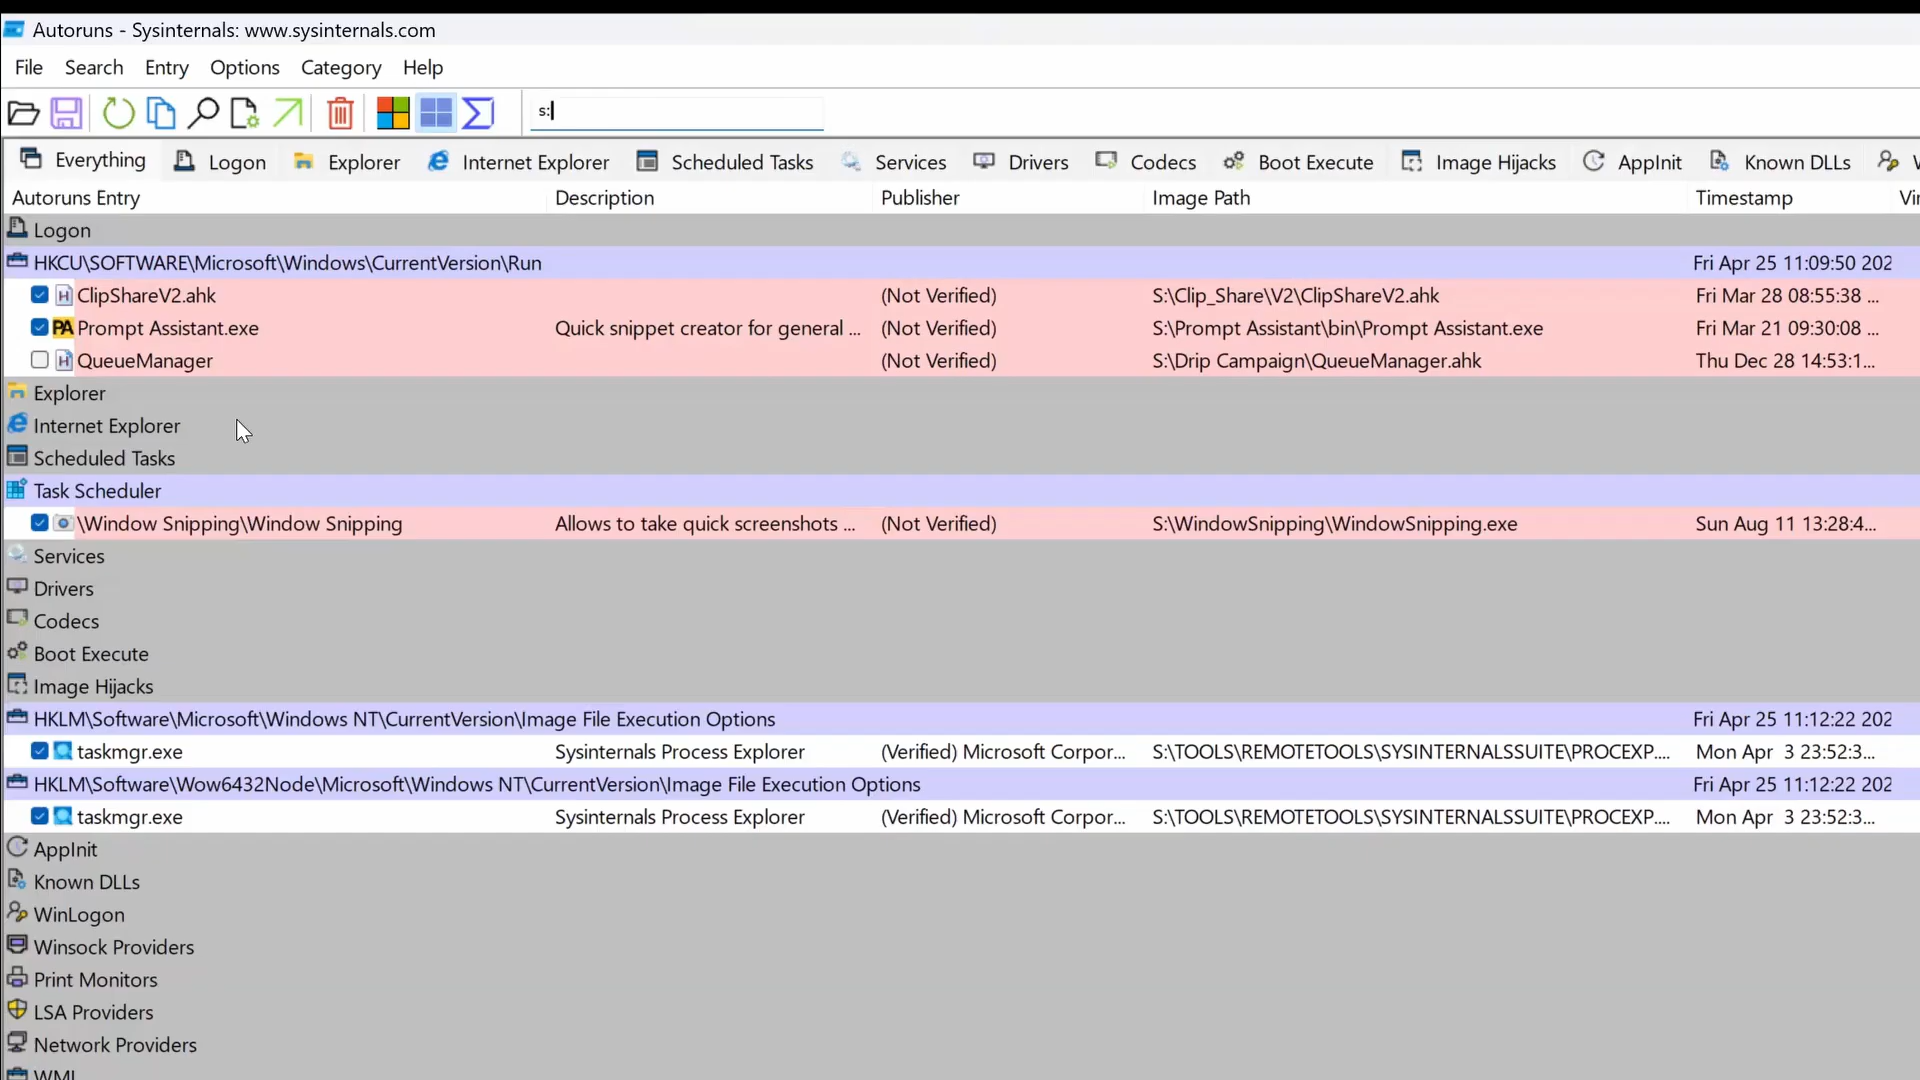 Autoruns - Sysinternals: www.sysinternals.com
File Search Entry Options Category Help
s:
Everything Logon Explorer Internet Explorer Scheduled Tasks Services Drivers Codecs Boot Execute Image Hijacks AppInit Known DLLs
Autoruns Entry Description Publisher Image Path Timestamp
Logon
HKCU\SOFTWARE\Microsoft\Windows\CurrentVersion\Run Fri Apr 25 11:09:50 202
ClipShareV2.ahk (Not Verified) S:\Clip_Share\V2\ClipShareV2.ahk Fri Mar 28 08:55:38 ...
PA Prompt Assistant.exe Quick snippet creator for general ... (Not Verified) S:\Prompt Assistant\bin\Prompt Assistant.exe Fri Mar 21 09:30:08 ...
QueueManager (Not Verified) S:\Drip Campaign\QueueManager.ahk Thu Dec 28 14:53:1...
Explorer
Internet Explorer
Scheduled Tasks
Task Scheduler
\Window Snipping\Window Snipping Allows to take quick screenshots ... (Not Verified) S:\WindowSnipping\WindowSnipping.exe Sun Aug 11 13:28:4...
Services
Drivers
Codecs
Boot Execute
Image Hijacks
HKLM\Software\Microsoft\Windows NT\CurrentVersion\Image File Execution Options Fri Apr 25 11:12:22 202
taskmgr.exe Sysinternals Process Explorer (Verified) Microsoft Corpor... S:\TOOLS\REMOTETOOLS\SYSINTERNALSSUITE\PROCEXP.... Mon Apr 3 23:52:3...
HKLM\Software\Wow6432Node\Microsoft\Windows NT\CurrentVersion\Image File Execution Options Fri Apr 25 11:12:22 202
taskmgr.exe Sysinternals Process Explorer (Verified) Microsoft Corpor... S:\TOOLS\REMOTETOOLS\SYSINTERNALSSUITE\PROCEXP.... Mon Apr 3 23:52:3...
AppInit
Known DLLs
WinLogon
Winsock Providers
Print Monitors
LSA Providers
Network Providers
WMI